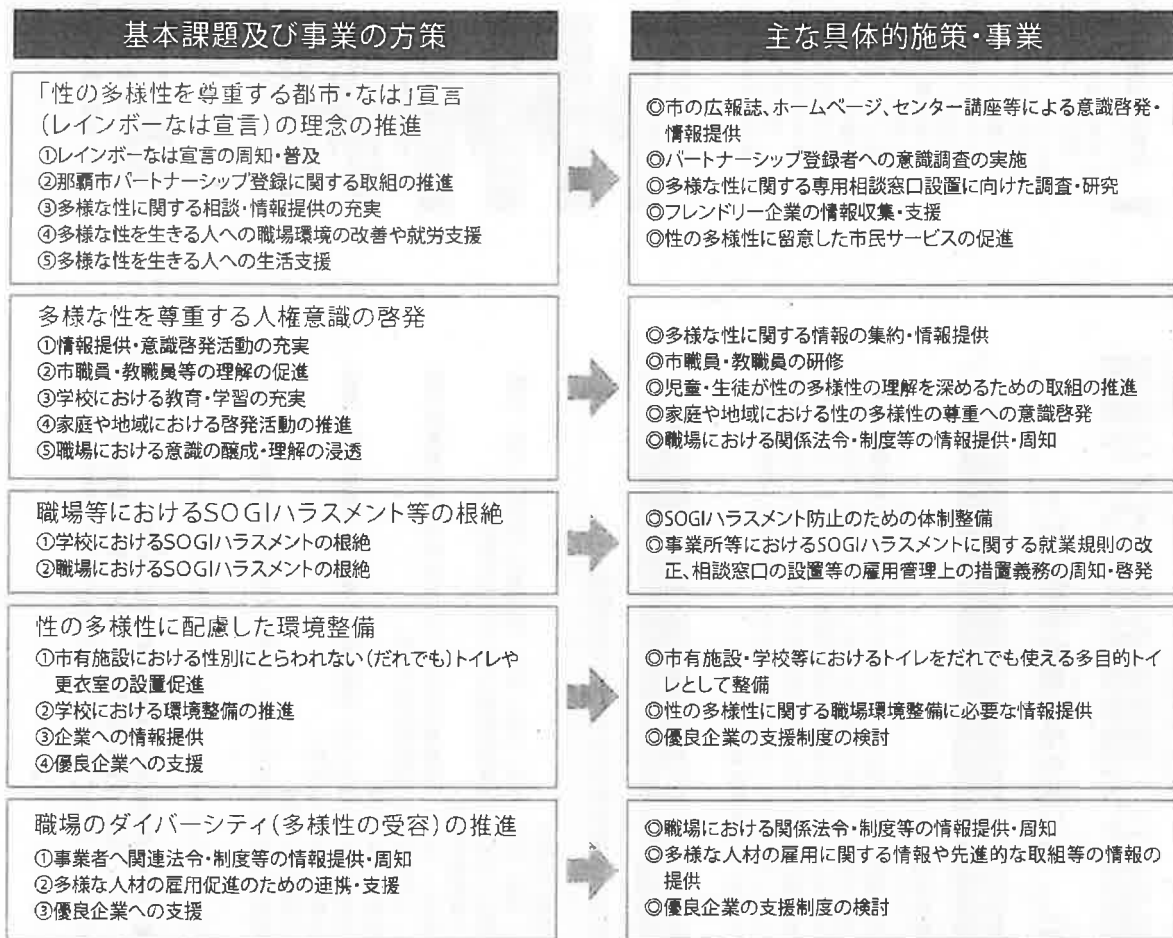 基本課題及び事業の方策
主な具体的施策・事業
「性の多様性を尊重する都市・なは」宣言
(レインボーなは宣言)の理念の推進
①レインボーなは宣言の周知・普及
②那覇市パートナーシップ登録に関する取組の推進
③多様な性に関する相談・情報提供の充実
④多様な性を生きる人への職場環境の改善や就労支援
⑤多様な性を生きる人への生活支援
◎市の広報誌、ホームページ、センター講座等による意識啓発・
情報提供
◎パートナーシップ登録者への意識調査の実施
◎多様な性に関する専用相談窓口設置に向けた調査・研究
◎フレンドリー企業の情報収集・支援
◎性の多様性に留意した市民サービスの促進
多様な性を尊重する人権意識の啓発
①情報提供・意識啓発活動の充実
②市職員・教職員等の理解の促進
③学校における教育・学習の充実
④家庭や地域における啓発活動の推進
⑤職場における意識の醸成・理解の浸透
◎多様な性に関する情報の集約・情報提供
◎市職員・教職員の研修
◎児童・生徒が性の多様性の理解を深めるための取組の推進
◎家庭や地域における性の多様性の尊重への意識啓発
◎職場における関係法令・制度等の情報提供・周知
職場等におけるSOGIハラスメント等の根絶
①学校におけるSOGIハラスメントの根絶
②職場におけるSOGIハラスメントの根絶
◎SOGIハラスメント防止のための体制整備
◎事業所等におけるSOGIハラスメントに関する就業規則の改
正、相談窓口の設置等の雇用管理上の措置義務の周知・啓発
性の多様性に配慮した環境整備
①市有施設における性別にとらわれない(だれでも)トイレや
更衣室の設置促進
②学校における環境整備の推進
③企業への情報提供
④優良企業への支援
◎市有施設・学校等におけるトイレをだれでも使える多目的トイ
レとして整備
◎性の多様性に関する職場環境整備に必要な情報提供
◎優良企業の支援制度の検討
職場のダイバーシティ(多様性の受容)の推進
①事業者へ関連法令・制度等の情報提供・周知
②多様な人材の雇用促進のための連携・支援
③優良企業への支援
◎職場における関係法令・制度等の情報提供・周知
◎多様な人材の雇用に関する情報や先進的な取組等の情報の
提供
◎優良企業の支援制度の検討